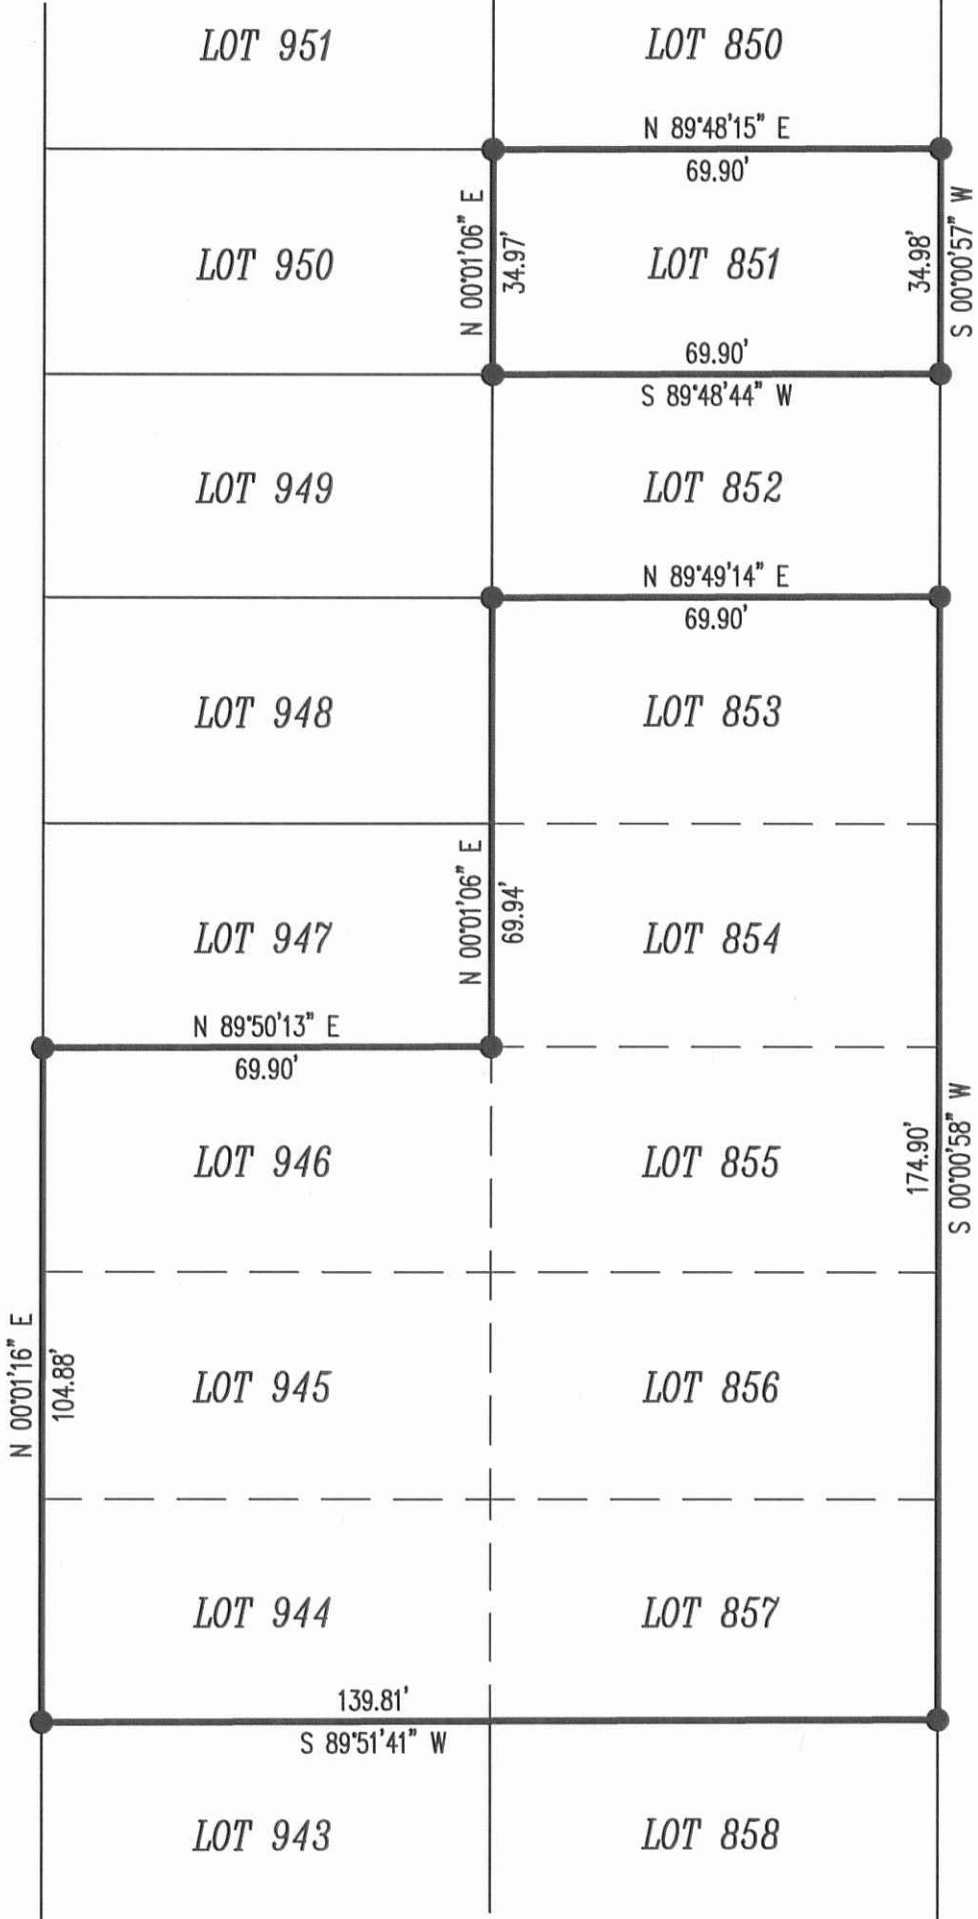 LOT 951
LOT 850
N 89°48'15" E
69.90'
N 00°01'06" E
34.97'
34.98'
S 00°00'57" W
LOT 950
LOT 851
69.90'
S 89°48'44" W
LOT 949
LOT 852
N 89°49'14" E
69.90'
LOT 948
LOT 853
N 00°01'06" E
69.94'
LOT 947
LOT 854
N 89°50'13" E
69.90'
LOT 946
LOT 855
174.90'
S 00°00'58" W
N 00°01'16" E
104.88'
LOT 945
LOT 856
LOT 944
LOT 857
139.81'
S 89°51'41" W
LOT 943
LOT 858